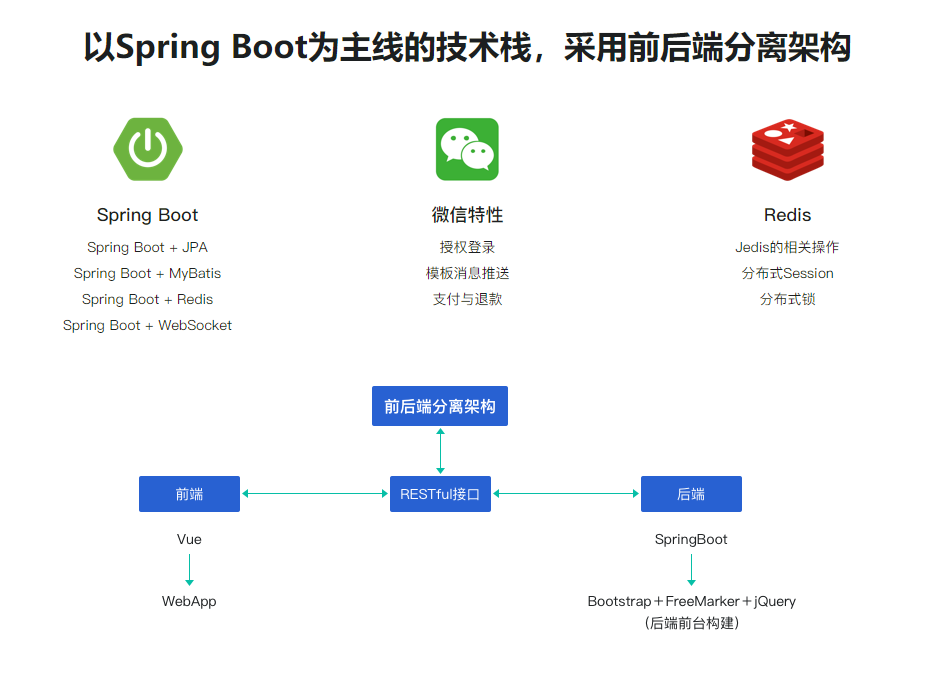 以Spring Boot为主线的技术栈，采用前后端分离架构
Spring Boot
Spring Boot + JPA
Spring Boot + MyBatis
Spring Boot + Redis
Spring Boot + WebSocket
微信特性
授权登录
模板消息推送
支付与退款
Redis
Jedis的相关操作
分布式Session
分布式锁
前后端分离架构
前端
RESTful接口
后端
Vue
SpringBoot
WebApp
Bootstrap＋FreeMarker＋jQuery
（后端前台构建）